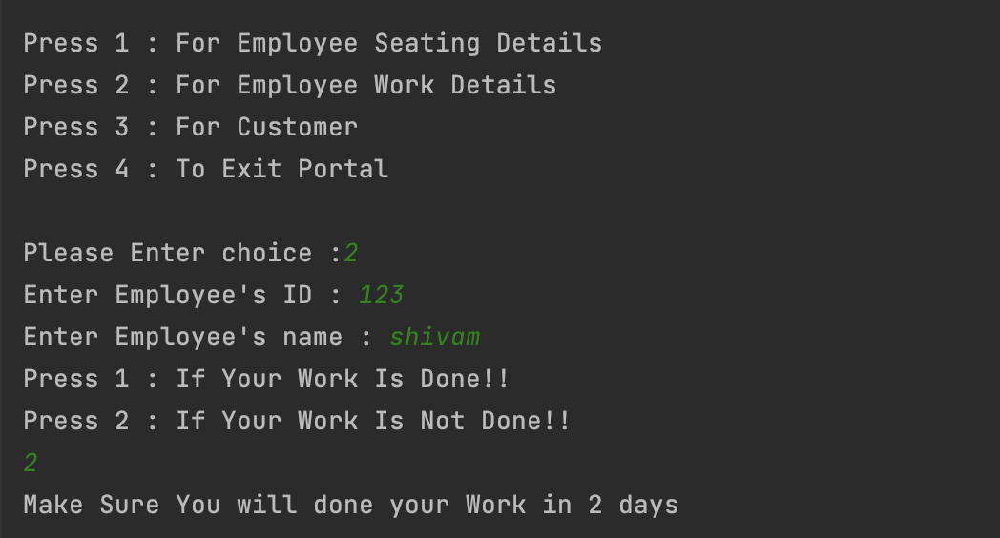 Press 1 : For Employee Seating Details
Press 2 : For Employee Work Details
Press 3 : For Customer
Press 4 : To Exit Portal
Please Enter choice :2
Enter Employee's ID : 123
Enter Employee's name : shivam
Press 1 : If Your Work Is Done!!
Press 2 : If Your Work Is Not Done!!
2
Make Sure You will done your Work in 2 days